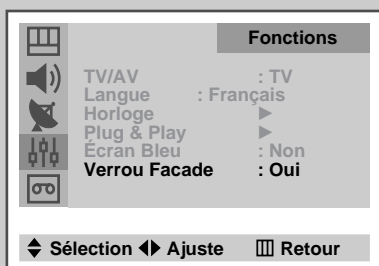 Fonctions
TV/AV : TV
Langue : Français
Horloge ►
Plug & Play ►
Écran Bleu : Non
Verrou Facade : Oui
Sélection Ajuste Retour